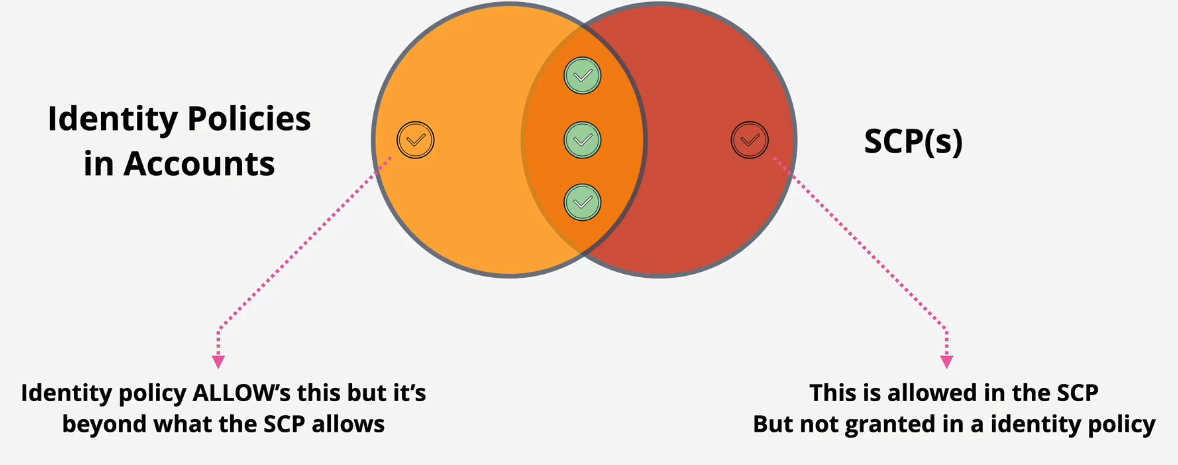 Identity Policies
in Accounts
SCP(s)
Identity policy ALLOW's this but it's
beyond what the SCP allows
This is allowed in the SCP
But not granted in a identity policy